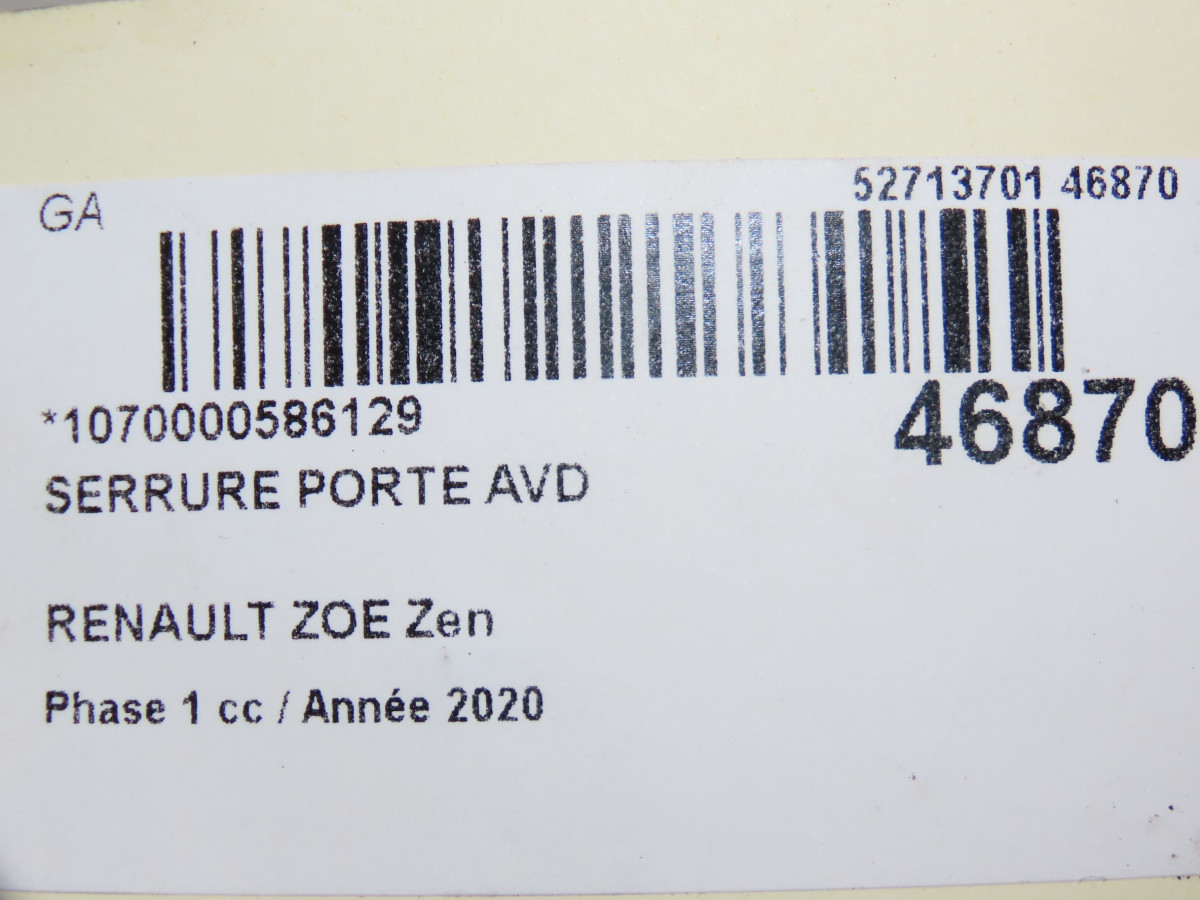 GA
52713701 46870
*1070000586129
46870
SERRURE PORTE AVD
RENAULT ZOE Zen
Phase 1 cc / Année 2020